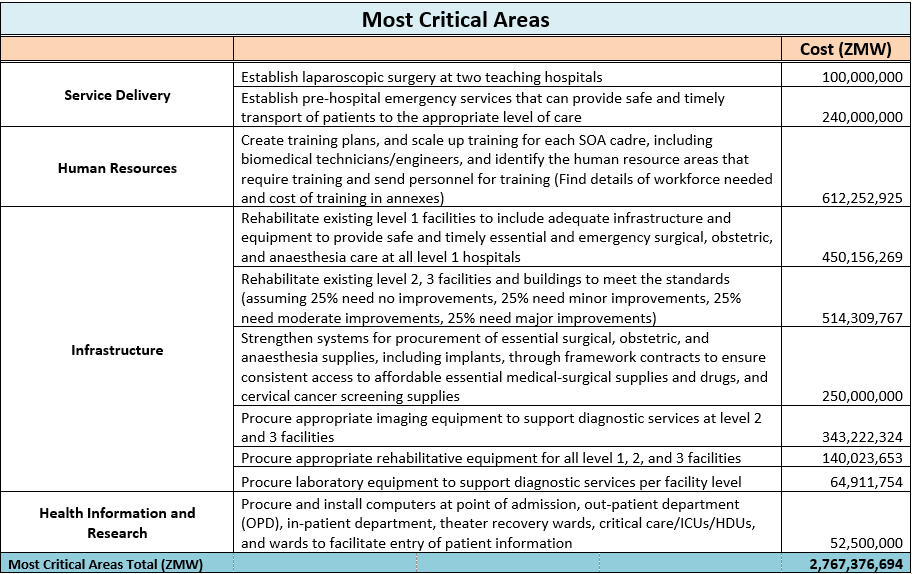 Most Critical Areas
Cost (ZMW)
Service Delivery
Establish laparoscopic surgery at two teaching hospitals
100,000,000
Establish pre-hospital emergency services that can provide safe and timely
transport of patients to the appropriate level of care
240,000,000
Human Resources
Create training plans, and scale up training for each SOA cadre, including
biomedical technicians/engineers, and identify the human resource areas that
require training and send personnel for training (Find details of workforce needed
and cost of training in annexes)
612,252,925
Infrastructure
Rehabilitate existing level 1 facilities to include adequate infrastructure and
equipment to provide safe and timely essential and emergency surgical, obstetric,
and anaesthesia care at all level 1 hospitals
450,156,269
Rehabilitate existing level 2, 3 facilities and buildings to meet the standards
(assuming 25% need no improvements, 25% need minor improvements, 25%
need moderate improvements, 25% need major improvements)
514,309,767
Strengthen systems for procurement of essential surgical, obstetric, and
anaesthesia supplies, including implants, through framework contracts to ensure
consistent access to affordable essential medical-surgical supplies and drugs, and
cervical cancer screening supplies
250,000,000
Procure appropriate imaging equipment to support diagnostic services at level 2
and 3 facilities
343,222,324
Procure appropriate rehabilitative equipment for all level 1, 2, and 3 facilities
140,023,653
Procure laboratory equipment to support diagnostic services per facility level
64,911,754
Health Information and
Research
Procure and install computers at point of admission, out-patient department
(OPD), in-patient department, theater recovery wards, critical care/ICUs/HDUs,
and wards to facilitate entry of patient information
52,500,000
Most Critical Areas Total (ZMW)
2,767,376,694